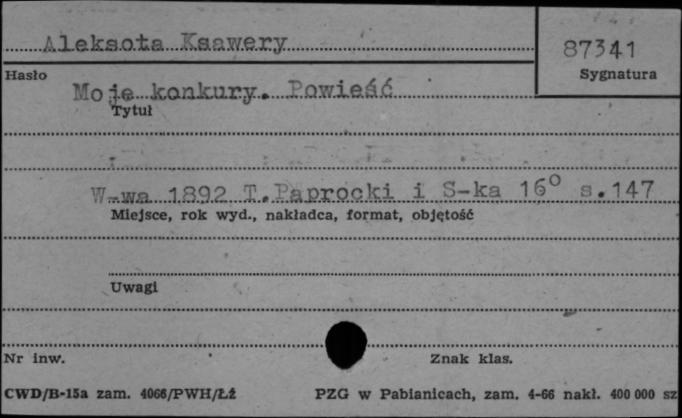 Aleksota Ksawery
87341
Hasło
Sygnatura
Moje konkury. Powieść
Tytuł
W-wa 1892 T.Paprocki i S-ka 16° s.147
Miejsce, rok wyd., nakładca, format, objętość
Uwagi
Nr inw.
Znak klas.
CWD/B-15a zam. 4066/PWH/Łź
PZG w Pabianicach, zam. 4-66 nakł. 400 000 sz